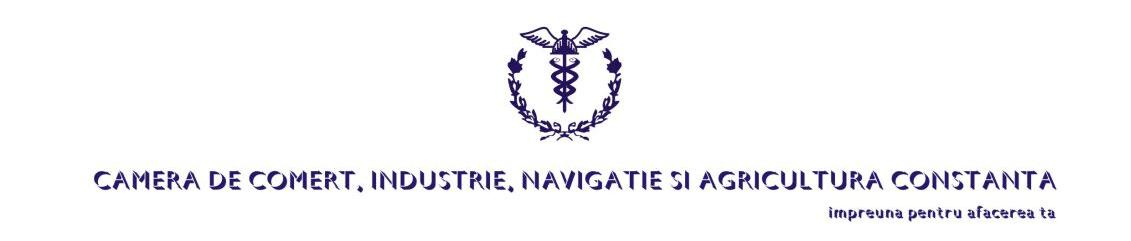 CAMERA DE COMERT, INDUSTRIE, NAVIGATIE SI AGRICULTURA CONSTANTA
impreuna pentru afacerea ta